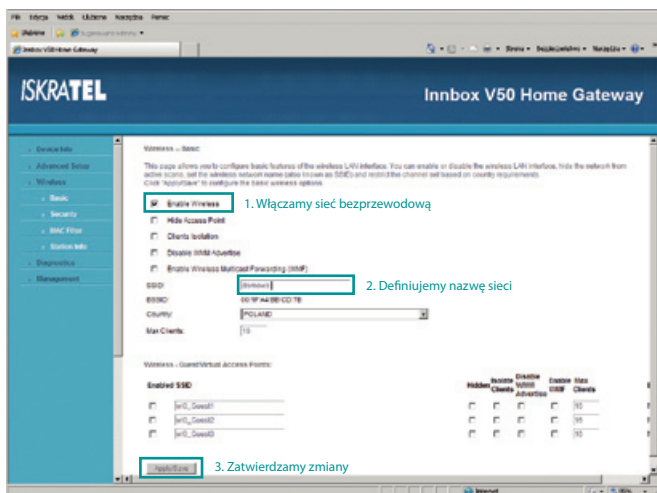 Plik Edycja Widok Ulubione Narzędzia Pomoc
Ulubione
Innbox V50 Home Gateway
Strona Bezpieczeństwo Narzędzia
ISKRATEL
Innbox V50 Home Gateway
Device Info
Advanced Setup
Wireless
Basic
Security
MAC Filter
Station Info
Diagnostics
Management
Wireless -- Basic
This page allows you to configure basic features of the wireless LAN interface. You can enable or disable the wireless LAN interface, hide the network from
active scans, set the wireless network name (also known as SSID) and restrict the channel set based on country requirements.
Click "Apply/Save" to configure the basic wireless options.
Enable Wireless
1. Włączamy sieć bezprzewodową
Hide Access Point
Clients Isolation
Disable WMM Advertise
Enable Wireless Multicast Forwarding (WMF)
SSID:
2. Definiujemy nazwę sieci
BSSID:
Country: POLAND
Max Clients: 16
Wireless - Guest/Virtual Access Points:
Enabled SSID Hidden Isolate Clients Disable WMM Advertise Enable WMF Max Clients
wl0_Guest1 16
wl0_Guest2 16
wl0_Guest3 16
Apply/Save
3. Zatwierdzamy zmiany
Internet